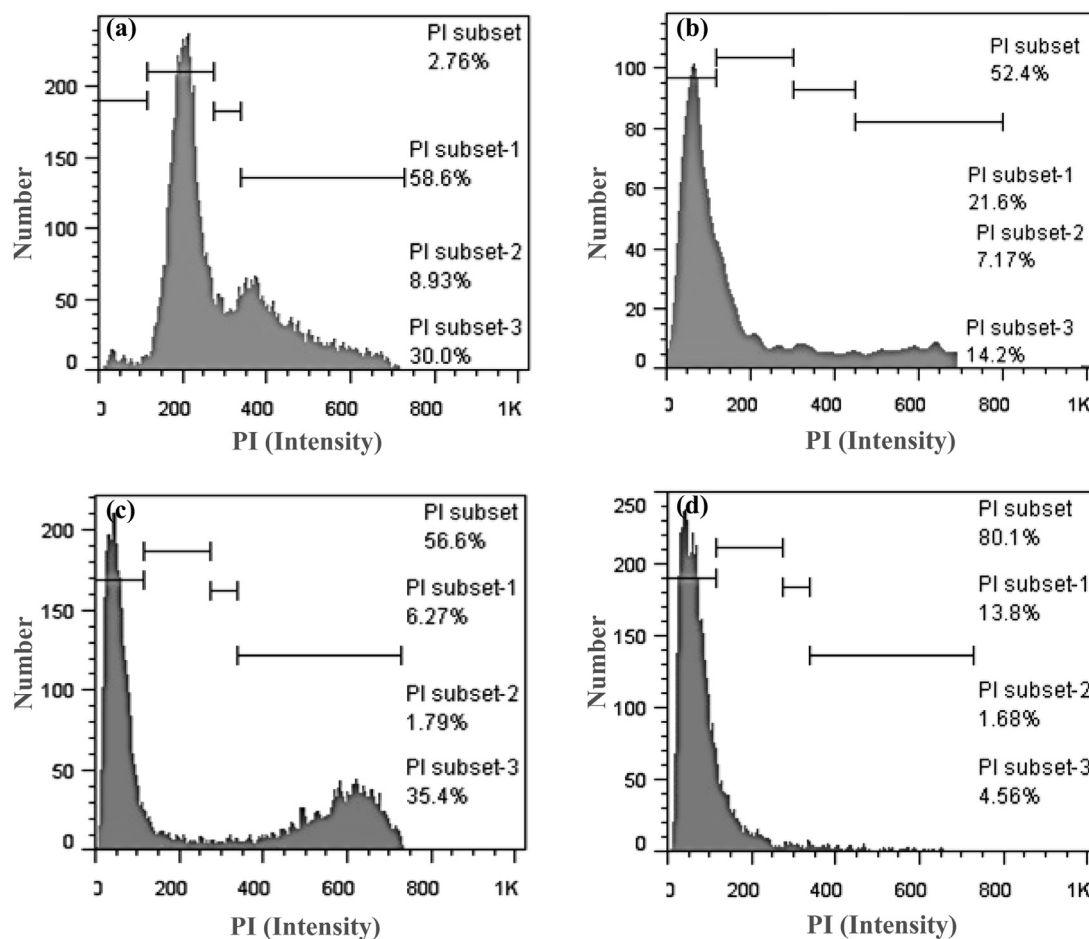 (a)
PI subset
2.76%
PI subset-1
58.6%
PI subset-2
8.93%
PI subset-3
30.0%
200
150
100
50
0
Number
0 200 400 600 800 1K
PI (Intensity)
(b)
PI subset
52.4%
PI subset-1
21.6%
PI subset-2
7.17%
PI subset-3
14.2%
100
80
60
40
20
0
Number
0 200 400 600 800 1K
PI (Intensity)
(c)
PI subset
56.6%
PI subset-1
6.27%
PI subset-2
1.79%
PI subset-3
35.4%
200
150
100
50
0
Number
0 200 400 600 800 1K
PI (Intensity)
(d)
PI subset
80.1%
PI subset-1
13.8%
PI subset-2
1.68%
PI subset-3
4.56%
250
200
150
100
50
0
Number
0 200 400 600 800 1K
PI (Intensity)